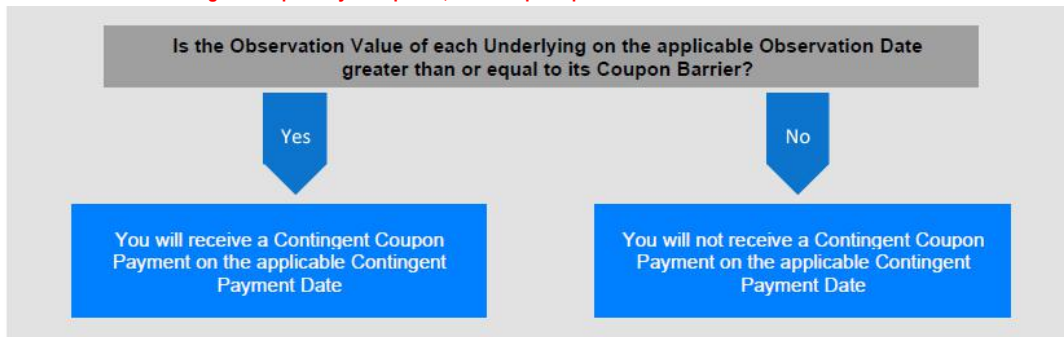 Is the Observation Value of each Underlying on the applicable Observation Date
greater than or equal to its Coupon Barrier?
Yes
No
You will receive a Contingent Coupon
Payment on the applicable Contingent
Payment Date
You will not receive a Contingent Coupon
Payment on the applicable Contingent
Payment Date